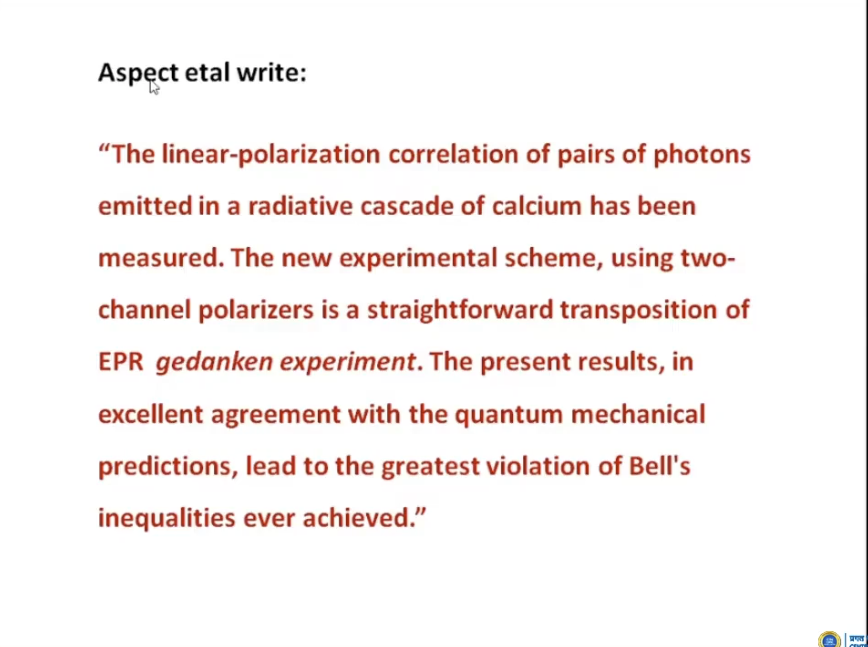 Aspect etal write:
“The linear-polarization correlation of pairs of photons
emitted in a radiative cascade of calcium has been
measured. The new experimental scheme, using two-
channel polarizers is a straightforward transposition of
EPR gedanken experiment. The present results, in
excellent agreement with the quantum mechanical
predictions, lead to the greatest violation of Bell's
inequalities ever achieved.”